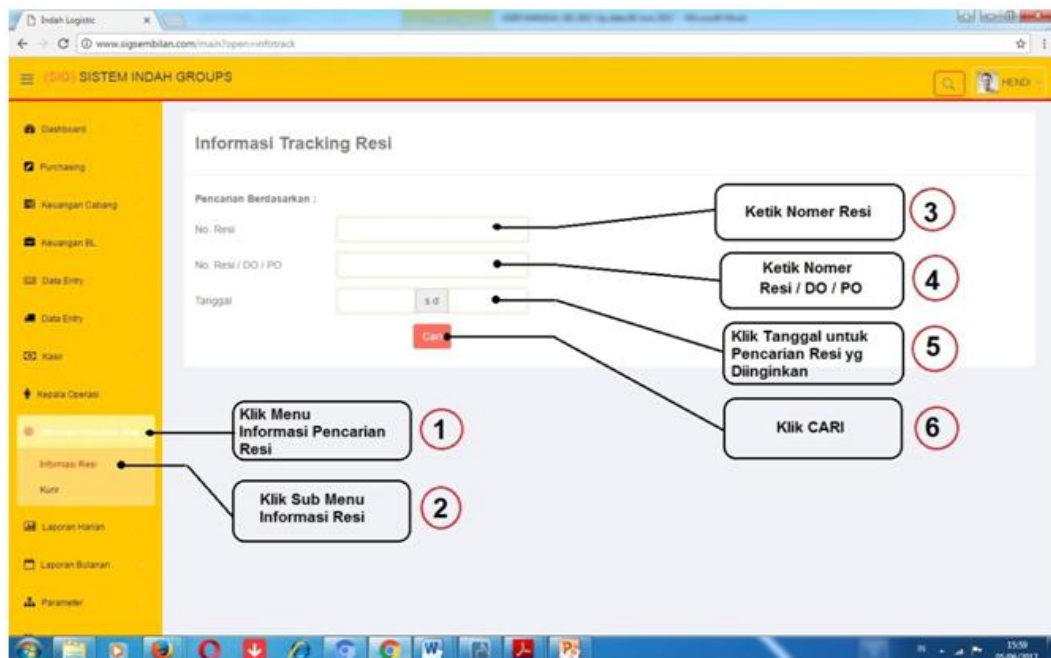 Indah Logistic
www.sigsembilan.com/main?open=infotrack
(SIG) SISTEM INDAH GROUPS
HENDI
Dashboard
Purchasing
Keuangan Cabang
Keuangan BL
Data Entry
Data Entry
Kasir
Kepala Operasi
Informasi Resi
Kurir
Laporan Harian
Laporan Bulanan
Parameter
Informasi Tracking Resi
Pencarian Berdasarkan :
No. Resi
No. Resi / DO / PO
Tanggal
s.d
Cari
Ketik Nomer Resi
3
Ketik Nomer
Resi / DO / PO
4
Klik Tanggal untuk
Pencarian Resi yg
Diinginkan
5
Klik CARI
6
Klik Menu
Informasi Pencarian
Resi
1
Klik Sub Menu
Informasi Resi
2
15:59
05/06/2017